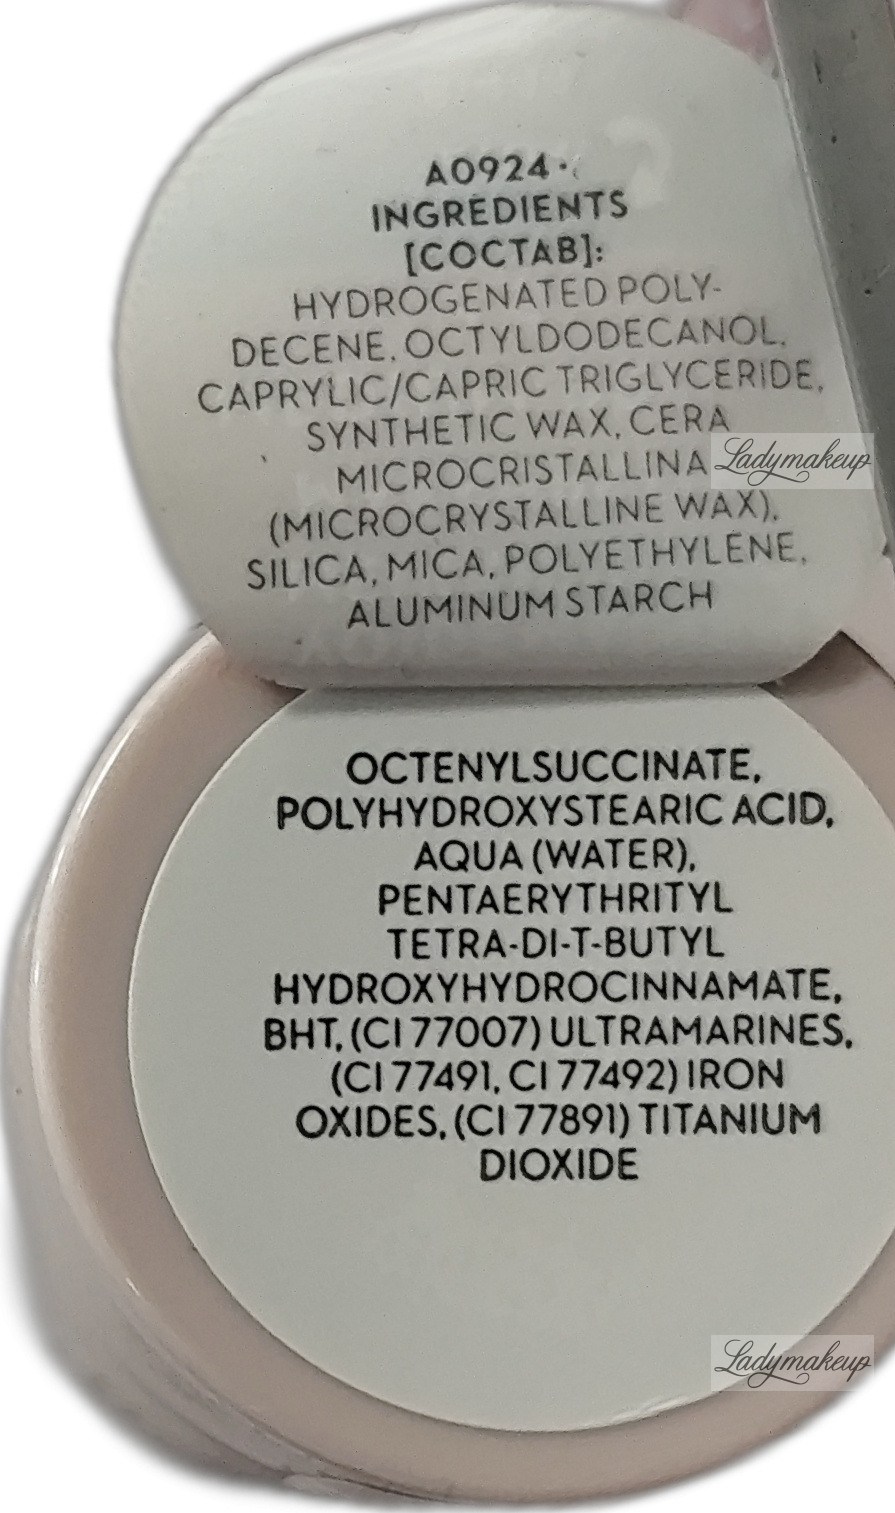 A0924·
INGREDIENTS
[COCTAB]:
HYDROGENATED POLY-
DECENE, OCTYLDODECANOL,
CAPRYLIC/CAPRIC TRIGLYCERIDE,
SYNTHETIC WAX, CERA
MICROCRISTALLINA
Ladymakeup
(MICROCRYSTALLINE WAX),
SILICA, MICA, POLYETHYLENE,
ALUMINUM STARCH
OCTENYLSUCCINATE,
POLYHYDROXYSTEARIC ACID,
AQUA (WATER),
PENTAERYTHRITYL
TETRA-DI-T-BUTYL
HYDROXYHYDROCINNAMATE,
BHT, (CI 77007) ULTRAMARINES,
(CI 77491, CI 77492) IRON
OXIDES, (CI 77891) TITANIUM
DIOXIDE
Ladymakeup